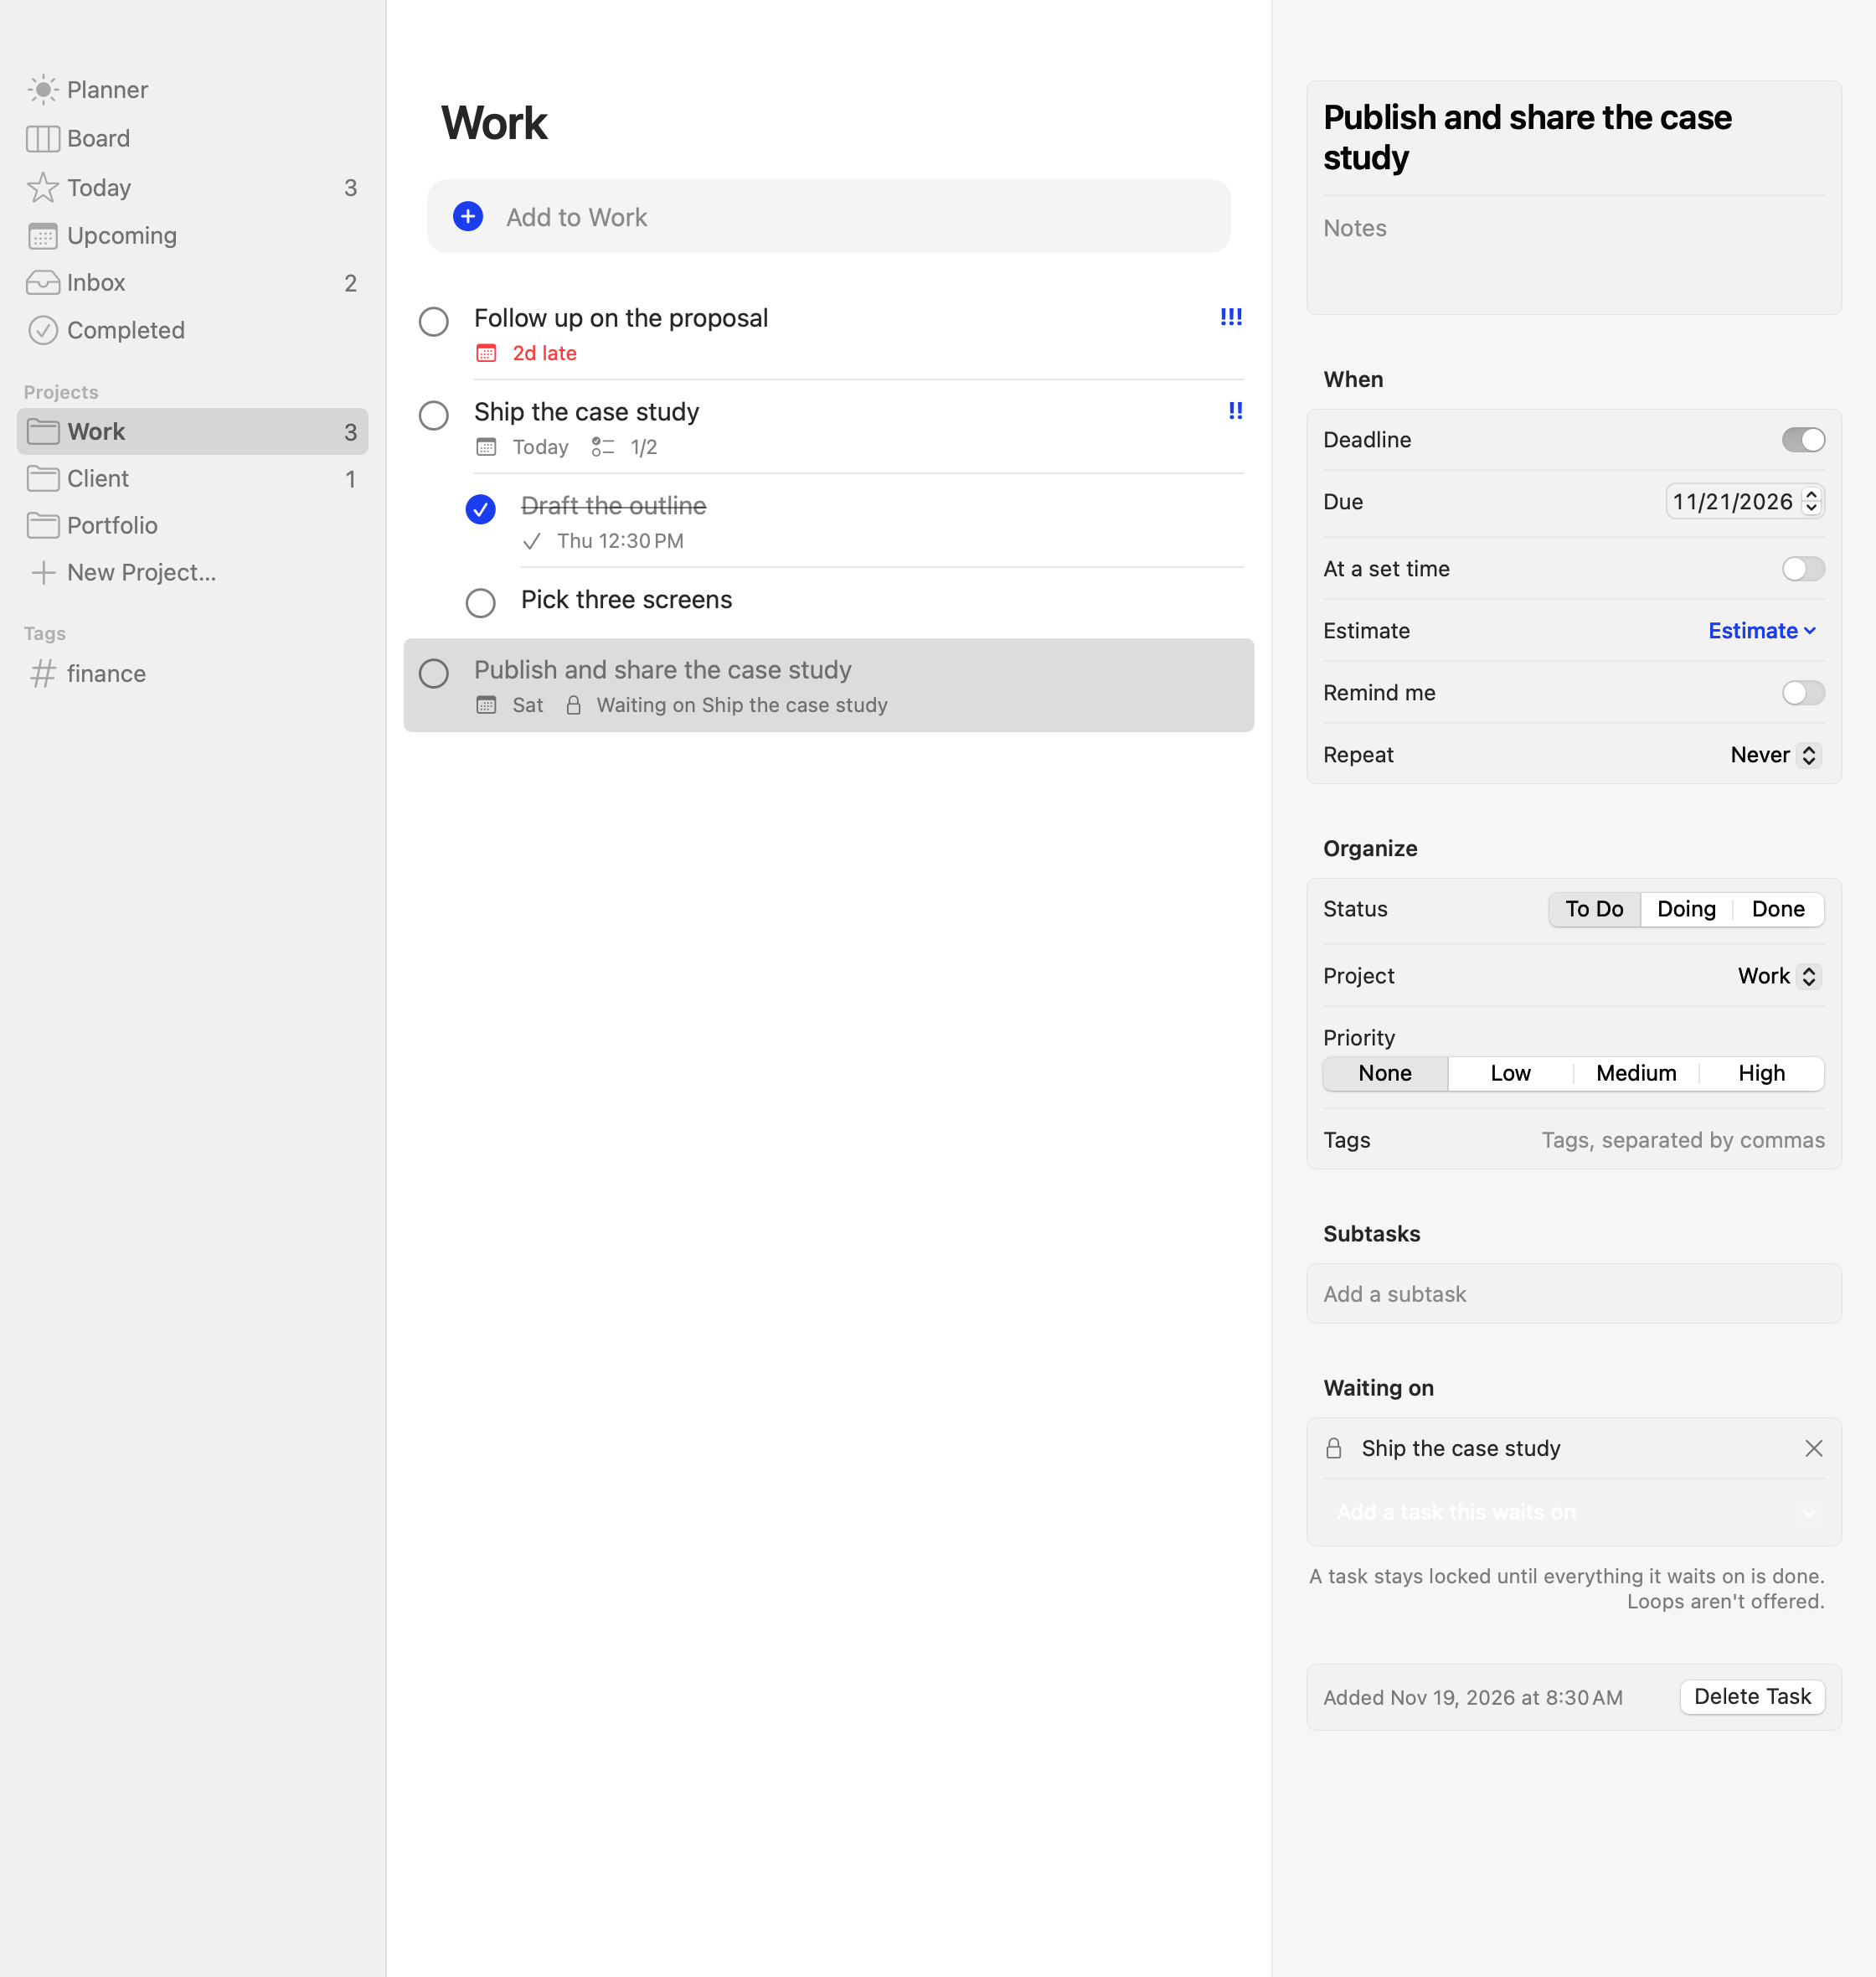 Planner
Board
Today 3
Upcoming
Inbox 2
Completed
Projects
Work 3
Client 1
Portfolio
New Project...
Tags
finance
Work
Add to Work
Follow up on the proposal !!!
2d late
Ship the case study !!
Today 1/2
Draft the outline
Thu 12:30 PM
Pick three screens
Publish and share the case study
Sat Waiting on Ship the case study
Publish and share the case
study
Notes
When
Deadline
Due 11/21/2026
At a set time
Estimate Estimate
Remind me
Repeat Never
Organize
Status To Do Doing Done
Project Work
Priority
None Low Medium High
Tags Tags, separated by commas
Subtasks
Add a subtask
Waiting on
Ship the case study
Add a task this waits on
A task stays locked until everything it waits on is done.
Loops aren't offered.
Added Nov 19, 2026 at 8:30 AM Delete Task